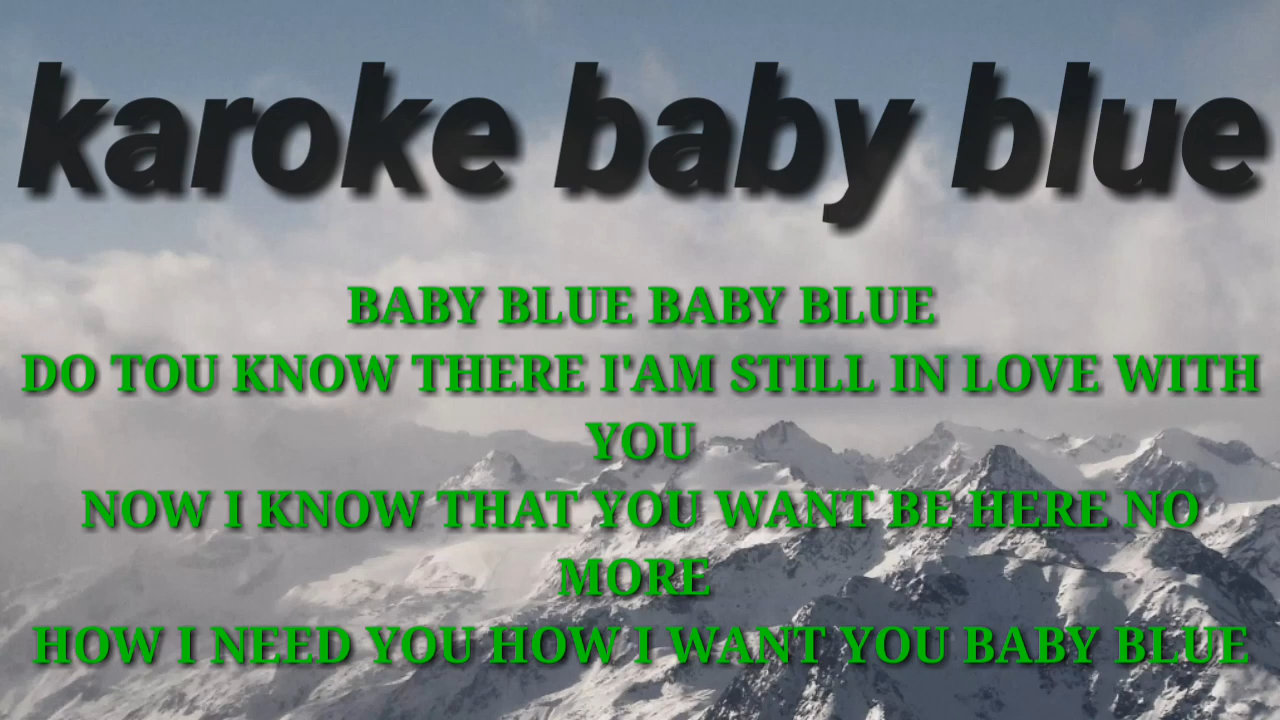 karoke baby blue
BABY BLUE BABY BLUE
DO TOU KNOW THERE I'AM STILL IN LOVE WITH
YOU
NOW I KNOW THAT YOU WANT BE HERE NO
MORE
HOW I NEED YOU HOW I WANT YOU BABY BLUE